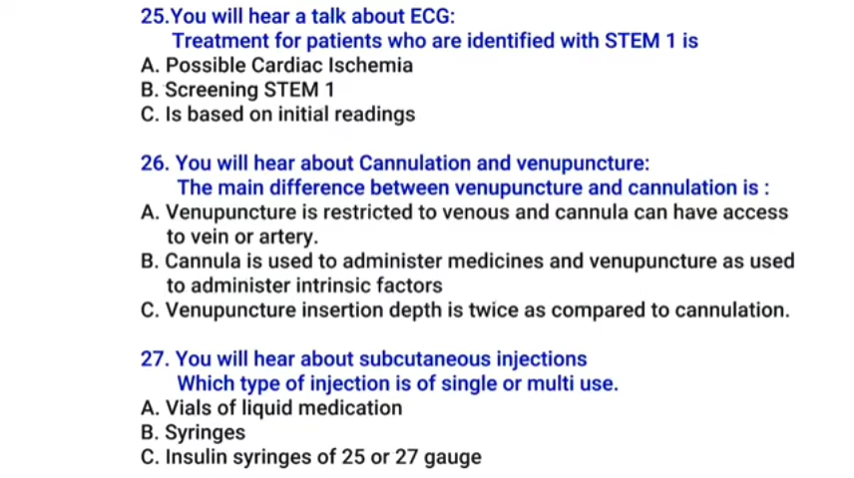 25.You will hear a talk about ECG:
Treatment for patients who are identified with STEM 1 is
A. Possible Cardiac Ischemia
B. Screening STEM 1
C. Is based on initial readings
26. You will hear about Cannulation and venupuncture:
The main difference between venupuncture and cannulation is :
A. Venupuncture is restricted to venous and cannula can have access
to vein or artery.
B. Cannula is used to administer medicines and venupuncture as used
to administer intrinsic factors
C. Venupuncture insertion depth is twice as compared to cannulation.
27. You will hear about subcutaneous injections
Which type of injection is of single or multi use.
A. Vials of liquid medication
B. Syringes
C. Insulin syringes of 25 or 27 gauge